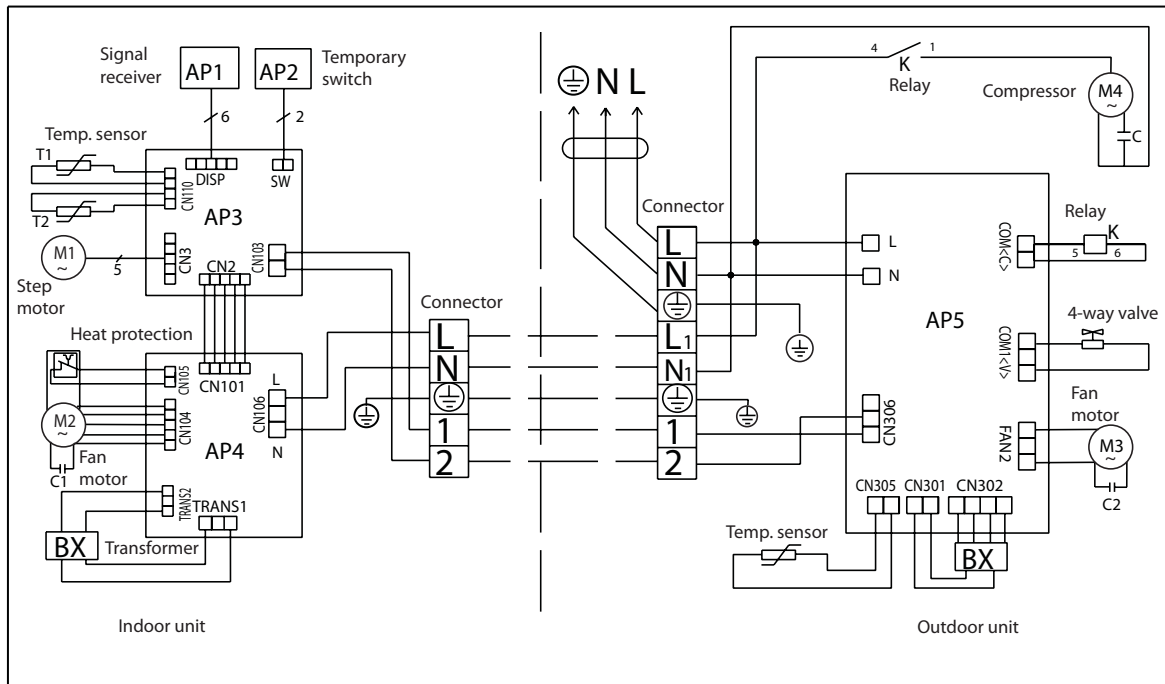 Signal
receiver
AP1
AP2
Temporary
switch
6
2
Temp. sensor
T1
T2
CN110
DISP
SW
AP3
M1
~
5
CN3
CN103
CN2
Step
motor
Heat protection
CN105
CN101
L
CN106
N
M2
~
CN104
AP4
C1
Fan
motor
TRANS2
TRANS1
BX
Transformer
Indoor unit
Connector
L
N
1
2
N L
Connector
L
N
L1
N1
1
2
4
1
K
Relay
Compressor
M4
~
C
L
N
AP5
COM<C>
Relay
K
5
6
COM1<V>
4-way valve
CN306
FAN2
Fan
motor
M3
~
C2
CN305
CN301
CN302
BX
Temp. sensor
Outdoor unit